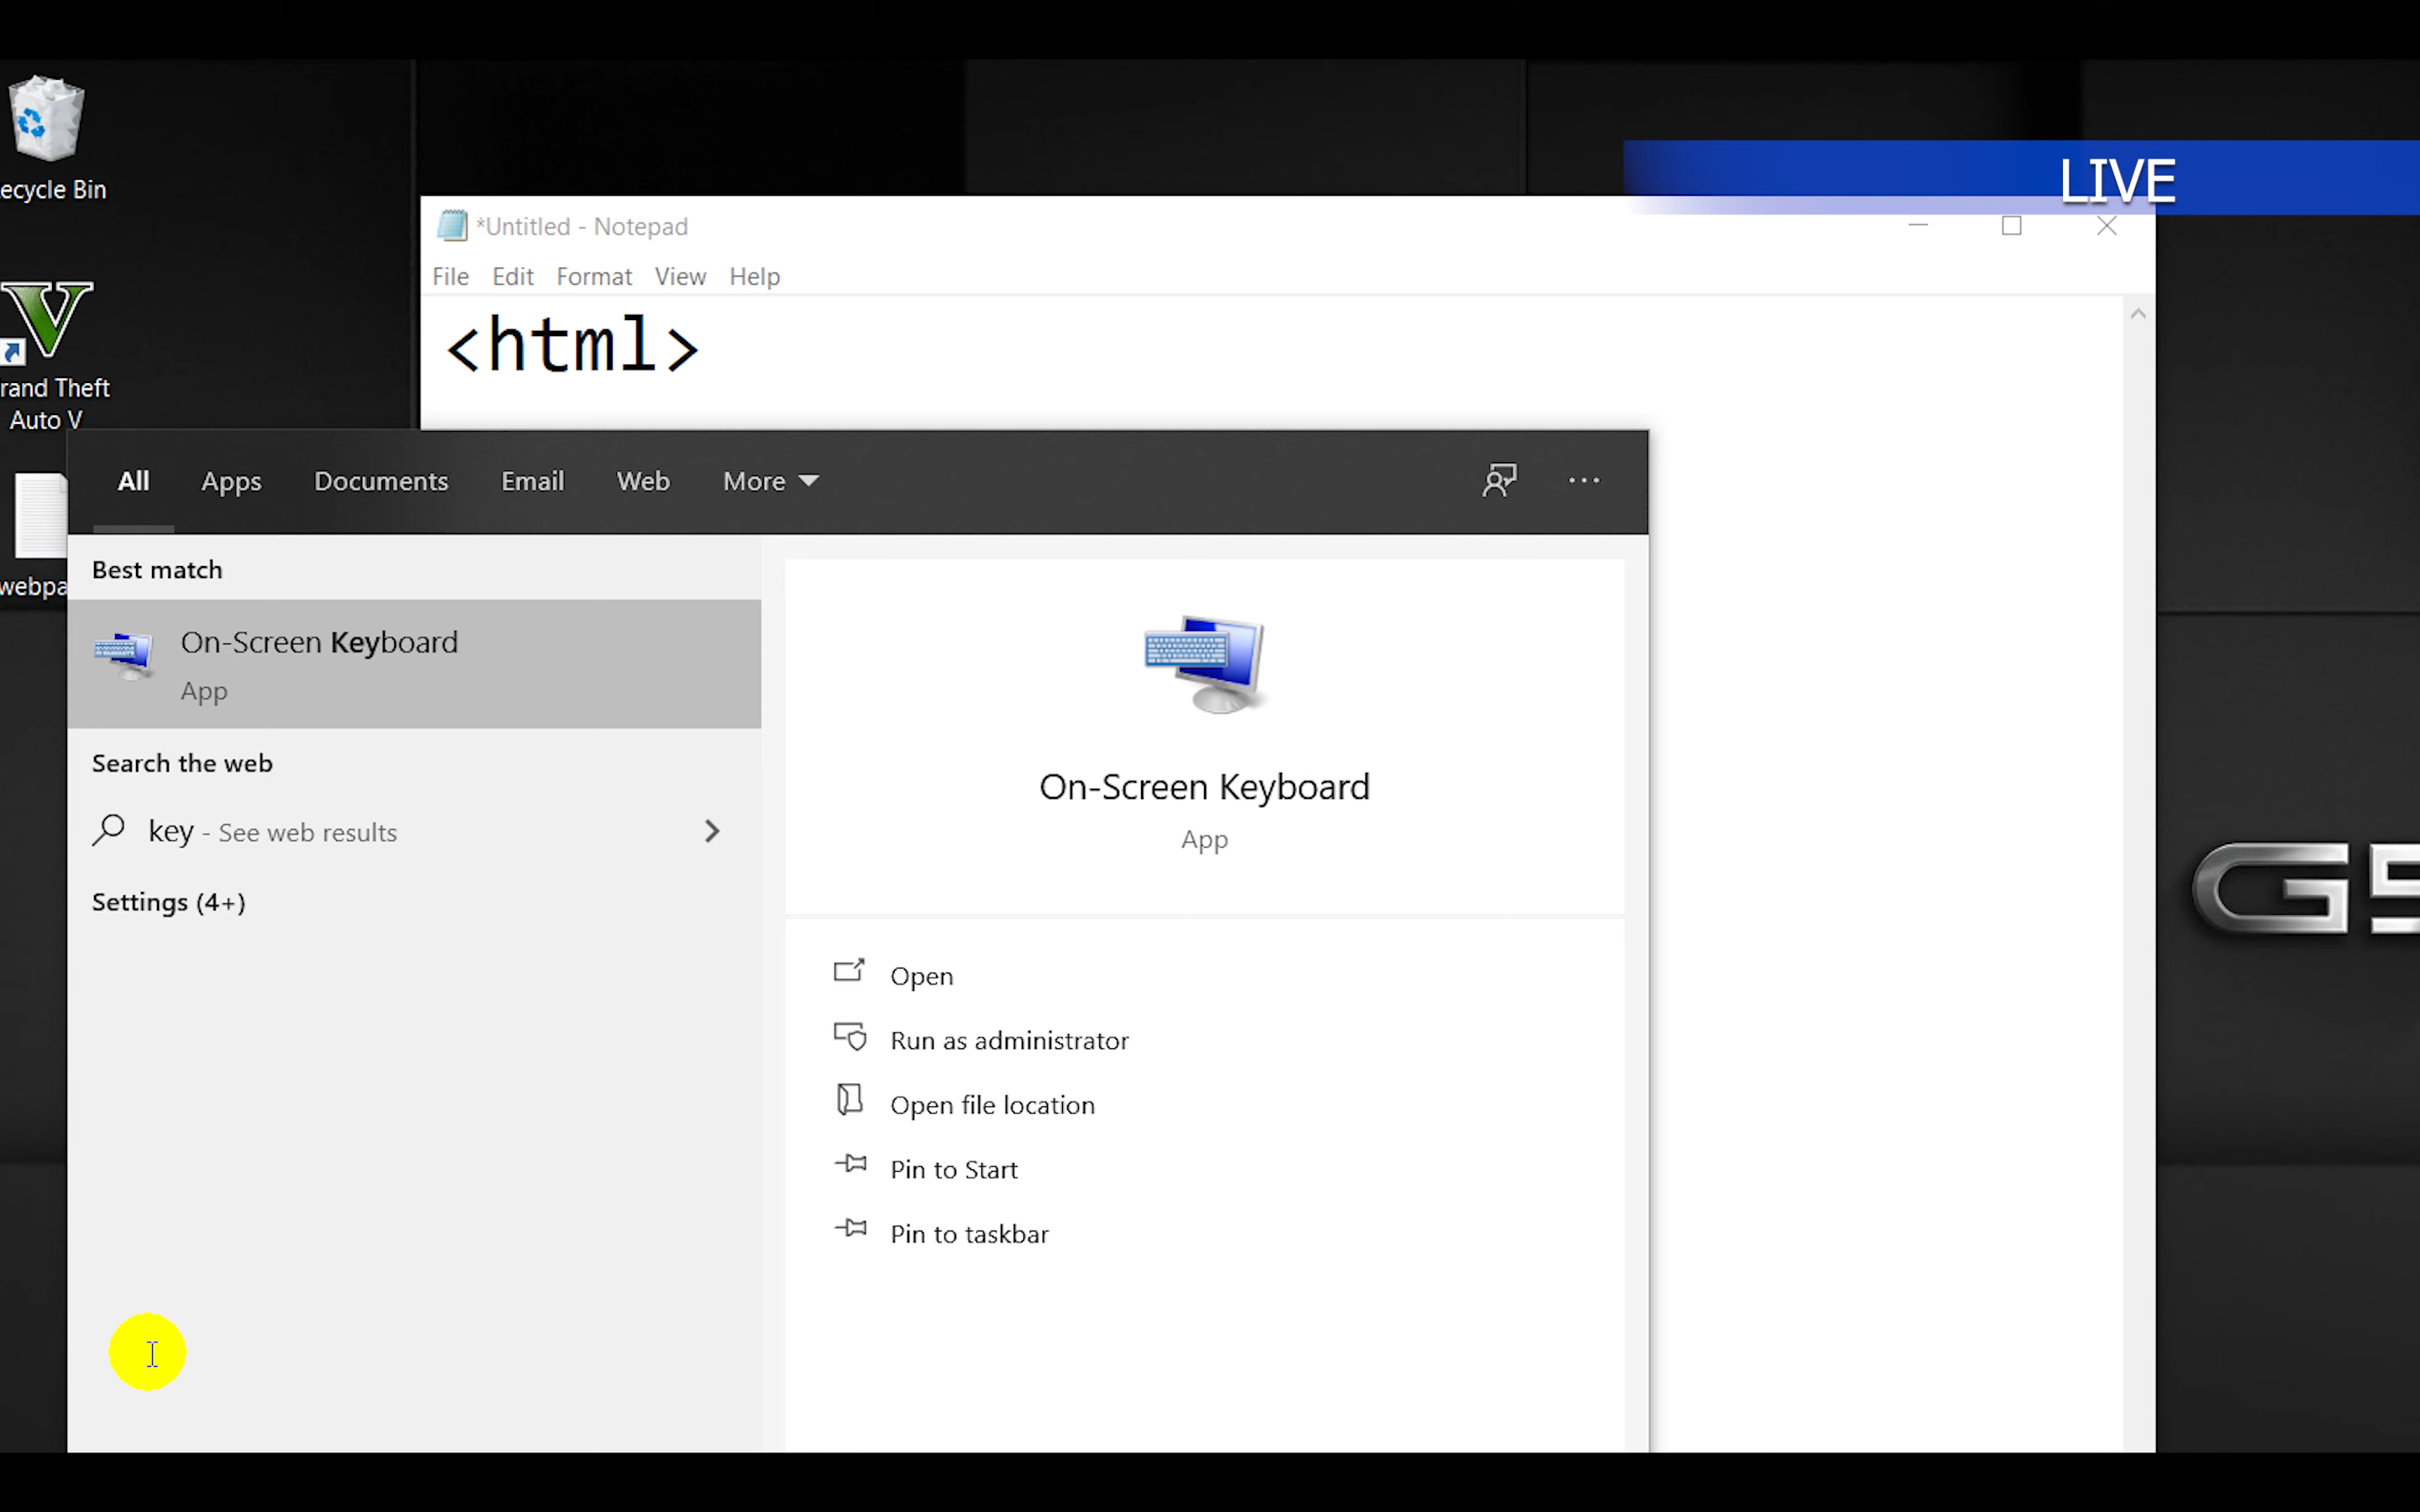 ecycle Bin
LIVE
*Untitled - Notepad
File Edit Format View Help
<html>
rand Theft
Auto V
All Apps Documents Email Web More
webpa
Best match
On-Screen Keyboard
App
Search the web
key - See web results
Settings (4+)
On-Screen Keyboard
App
Open
Run as administrator
Open file location
Pin to Start
Pin to taskbar
G5